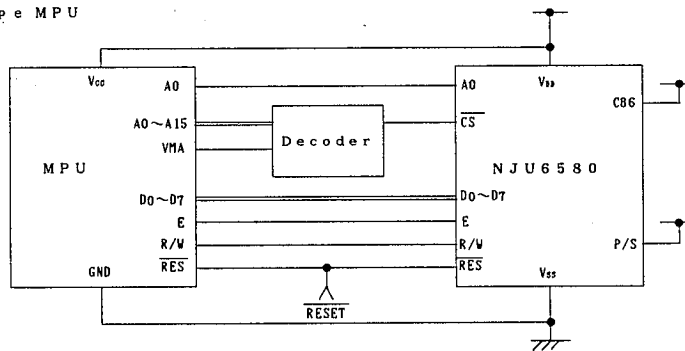 pe MPU
Vcc
A0
A0~A15
VMA
MPU
D0~D7
E
R/W
RES
GND
Decoder
RESET
VDD
A0
CS
C86
NJU6580
D0~D7
E
R/W
P/S
RES
VSS